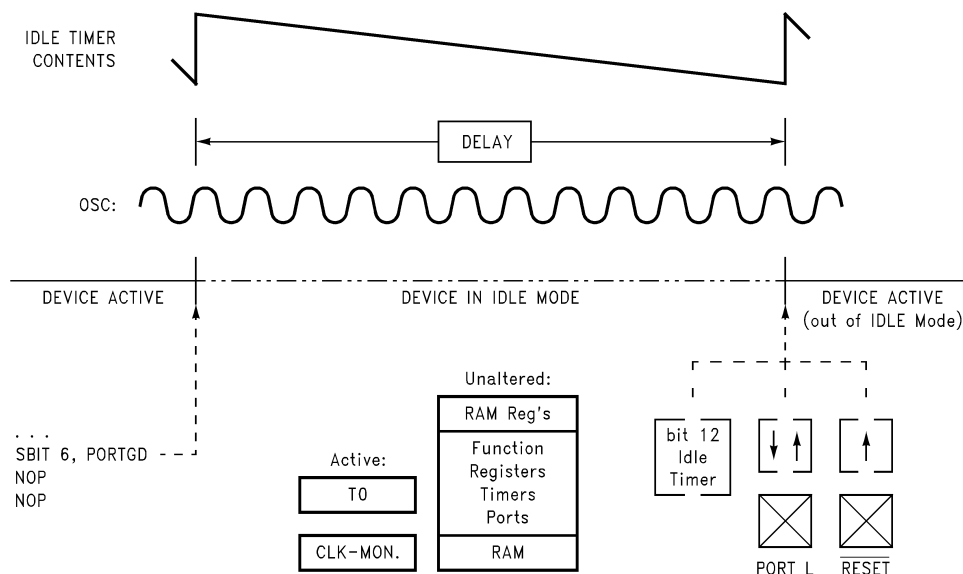 IDLE TIMER
CONTENTS
DELAY
OSC:
DEVICE ACTIVE
DEVICE IN IDLE MODE
DEVICE ACTIVE
(out of IDLE Mode)
. . .
SBIT 6, PORTGD
NOP
NOP
Active:
T0
CLK-MON.
Unaltered:
RAM Reg's
Function
Registers
Timers
Ports
RAM
bit 12
Idle
Timer
PORT L
RESET